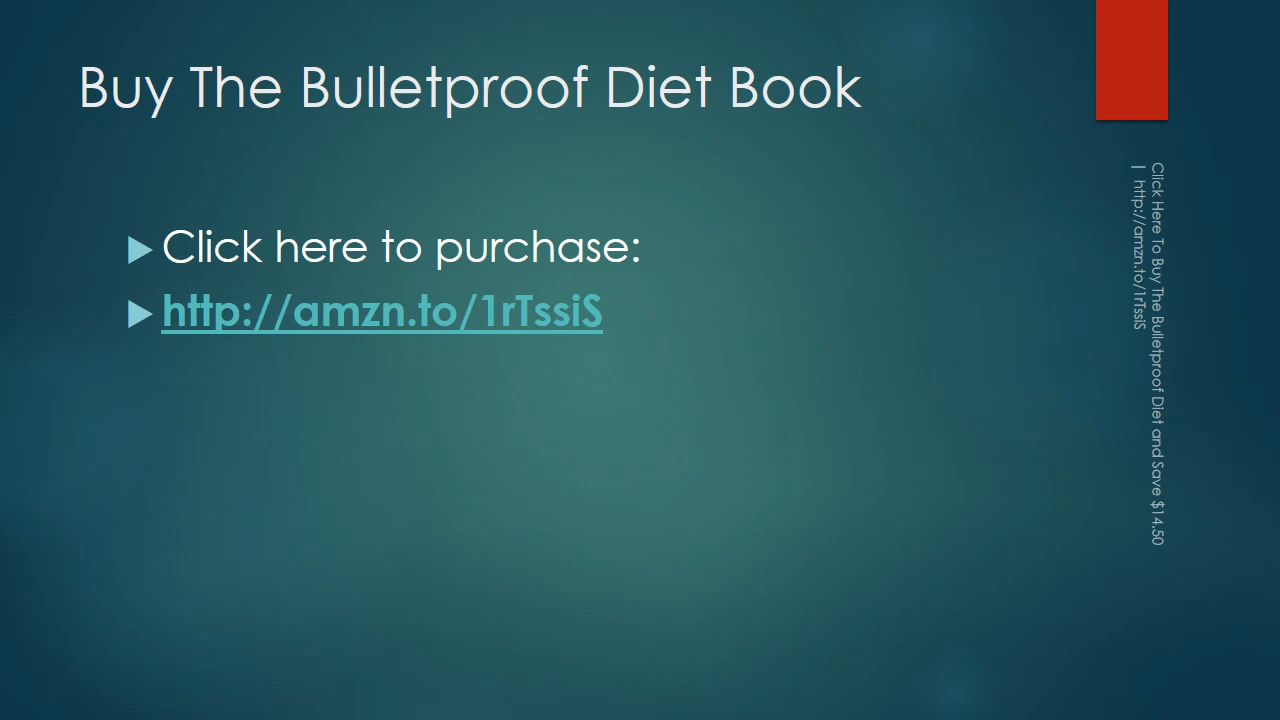 Buy The Bulletproof Diet Book
Click here to purchase:
http://amzn.to/1rTssiS
Click Here To Buy The Bulletproof Diet and Save $14.50
| http://amzn.to/1rTssiS